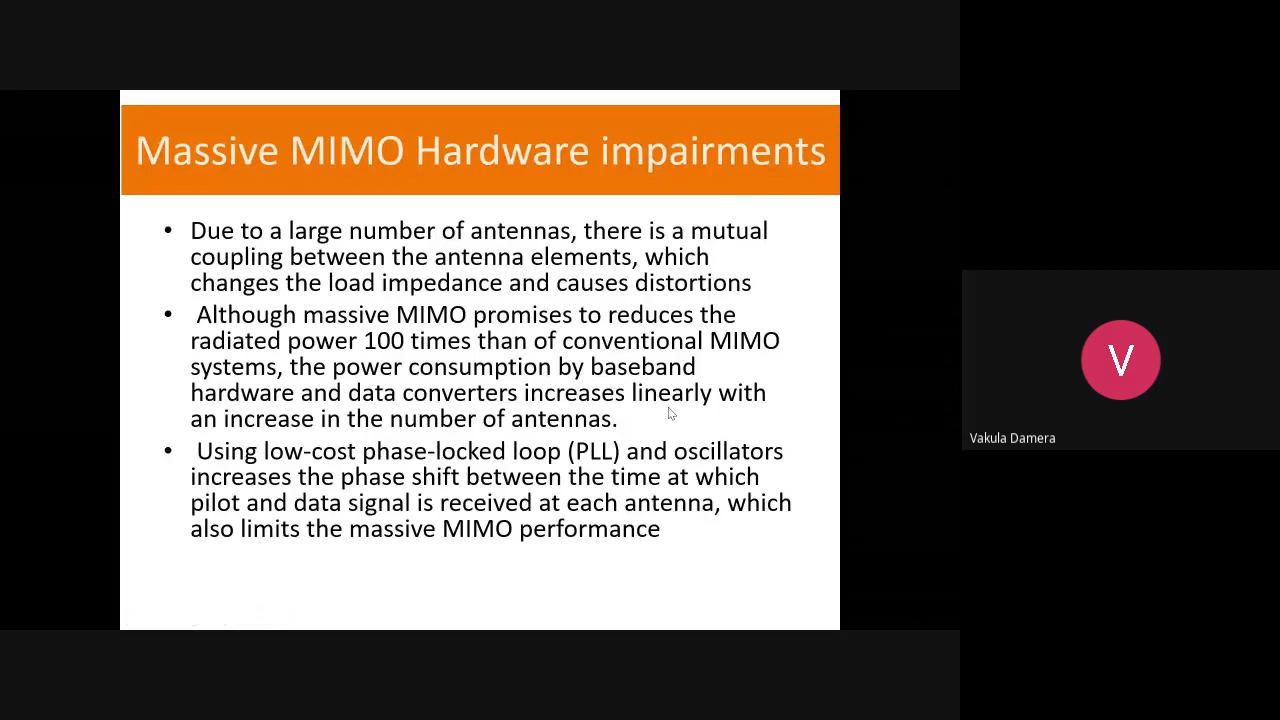 Massive MIMO Hardware impairments
• Due to a large number of antennas, there is a mutual
coupling between the antenna elements, which
changes the load impedance and causes distortions
• Although massive MIMO promises to reduces the
radiated power 100 times than of conventional MIMO
systems, the power consumption by baseband
hardware and data converters increases linearly with
an increase in the number of antennas.
• Using low-cost phase-locked loop (PLL) and oscillators
increases the phase shift between the time at which
pilot and data signal is received at each antenna, which
also limits the massive MIMO performance
V
Vakula Damera